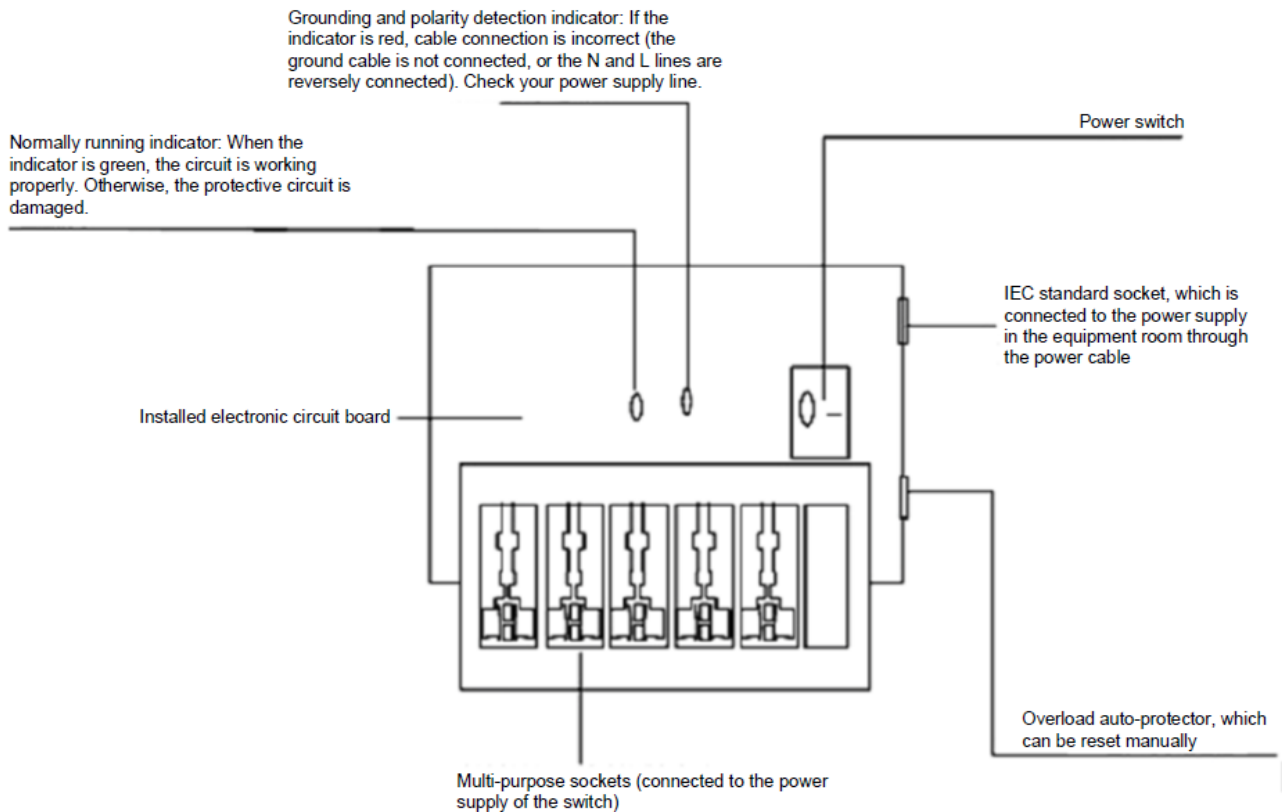 Grounding and polarity detection indicator: If the
indicator is red, cable connection is incorrect (the
ground cable is not connected, or the N and L lines are
reversely connected). Check your power supply line.
Power switch
Normally running indicator: When the
indicator is green, the circuit is working
properly. Otherwise, the protective circuit is
damaged.
IEC standard socket, which is
connected to the power supply
in the equipment room through
the power cable
Installed electronic circuit board
Overload auto-protector, which
can be reset manually
Multi-purpose sockets (connected to the power
supply of the switch)